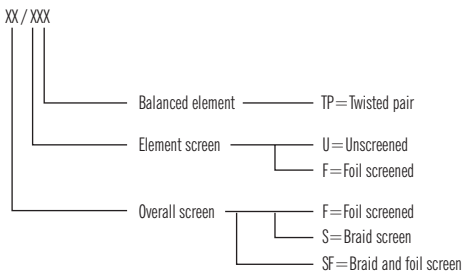 XX / XXX
Balanced element TP=Twisted pair
Element screen U=Unscreened
F=Foil screened
Overall screen F=Foil screened
S=Braid screen
SF=Braid and foil screen